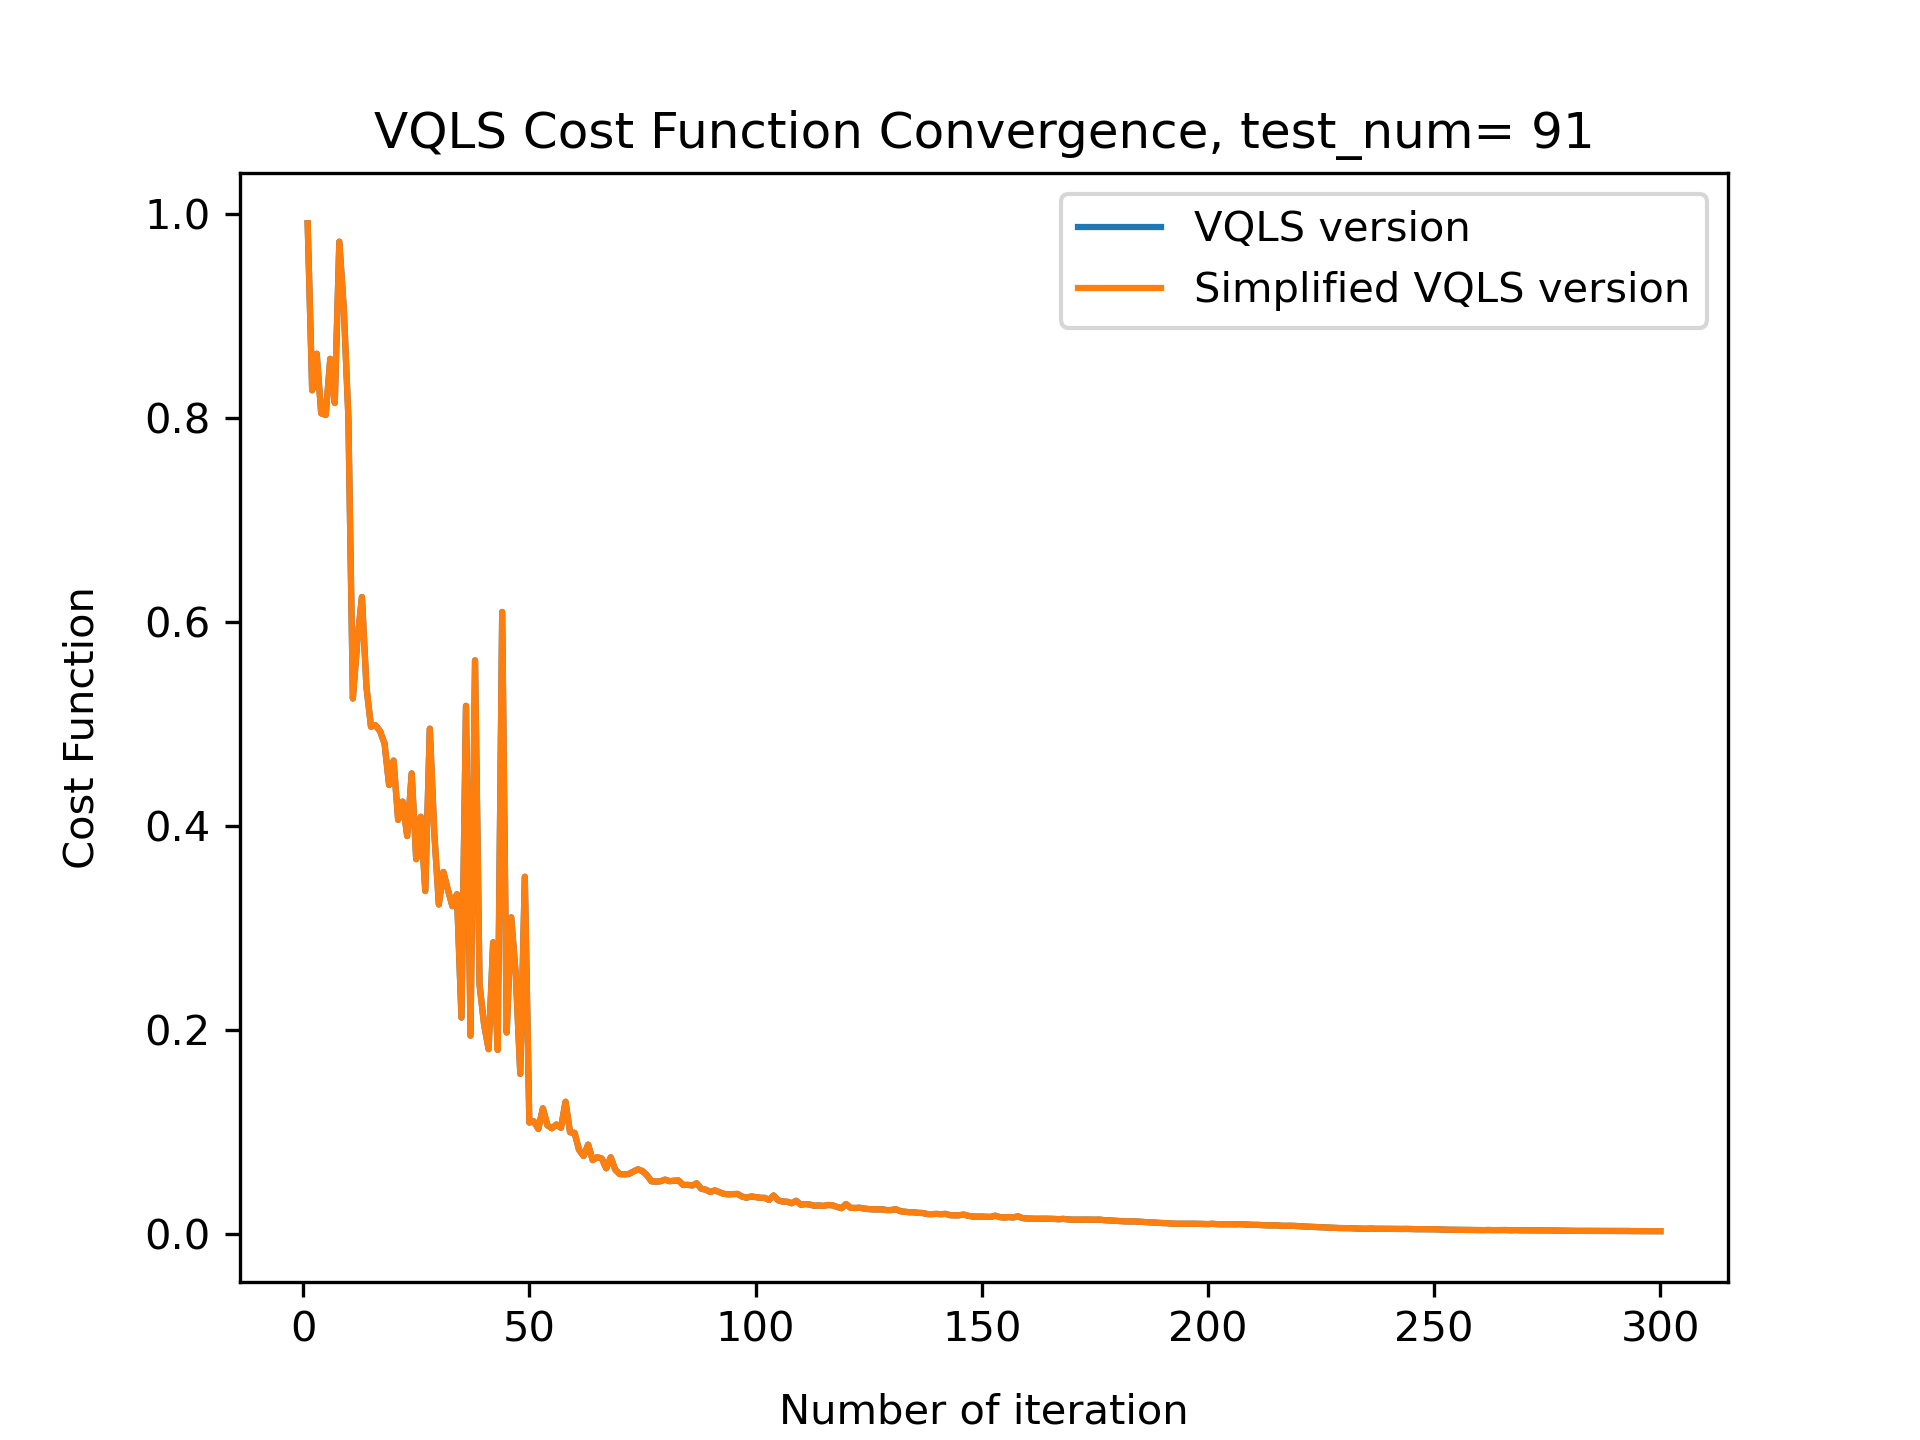 VQLS Cost Function Convergence, test_num= 91
VQLS version
Simplified VQLS version
1.0
0.8
0.6
0.4
0.2
0.0
Cost Function
0 50 100 150 200 250 300
Number of iteration